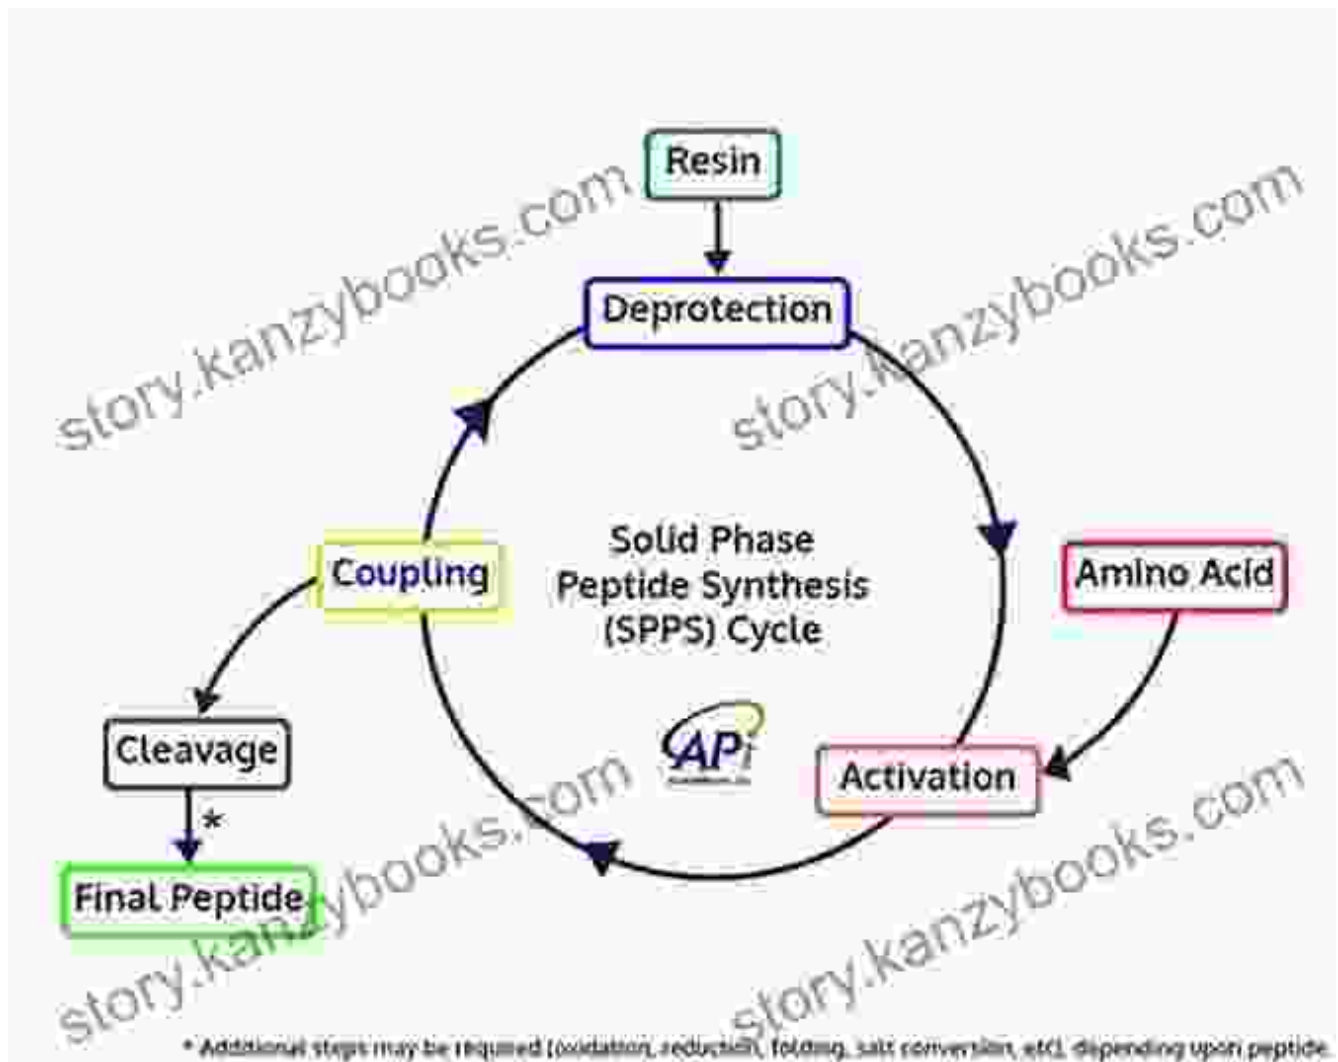 Resin
story.kanzybooks.com
story.kanzybooks.com
Deprotection
Solid Phase
Peptide Synthesis
(SPPS) Cycle
Coupling
Amino Acid
APi
Cleavage
Activation
*
Final Peptide
story.kanzybooks.com
story.kanzybooks.com
* Additional steps may be required (oxidation, reduction, folding, salt conversion, etc), depending upon peptide